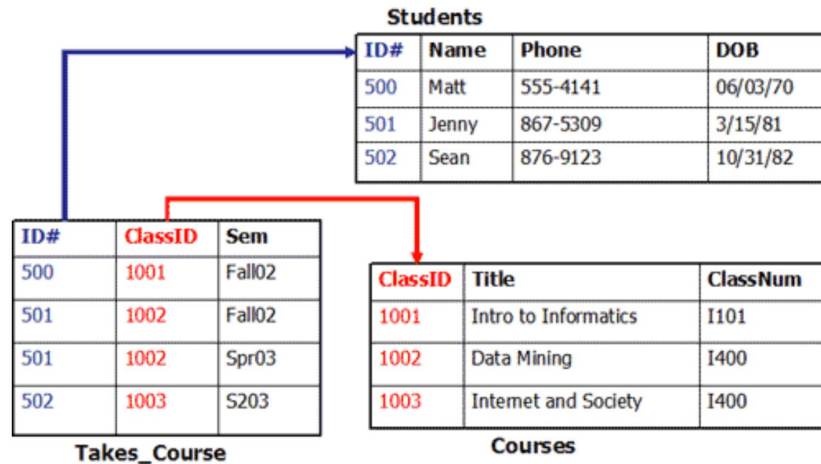 Students
ID# Name Phone DOB
500 Matt 555-4141 06/03/70
501 Jenny 867-5309 3/15/81
502 Sean 876-9123 10/31/82
ID# ClassID Sem
500 1001 Fall02
501 1002 Fall02
501 1002 Spr03
502 1003 S203
Takes_Course
ClassID Title ClassNum
1001 Intro to Informatics I101
1002 Data Mining I400
1003 Internet and Society I400
Courses